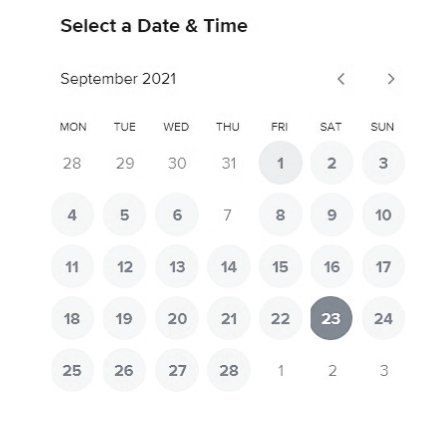 Select a Date & Time
September 2021
MON TUE WED THU FRI SAT SUN
28 29 30 31 1 2 3
4 5 6 7 8 9 10
11 12 13 14 15 16 17
18 19 20 21 22 23 24
25 26 27 28 1 2 3